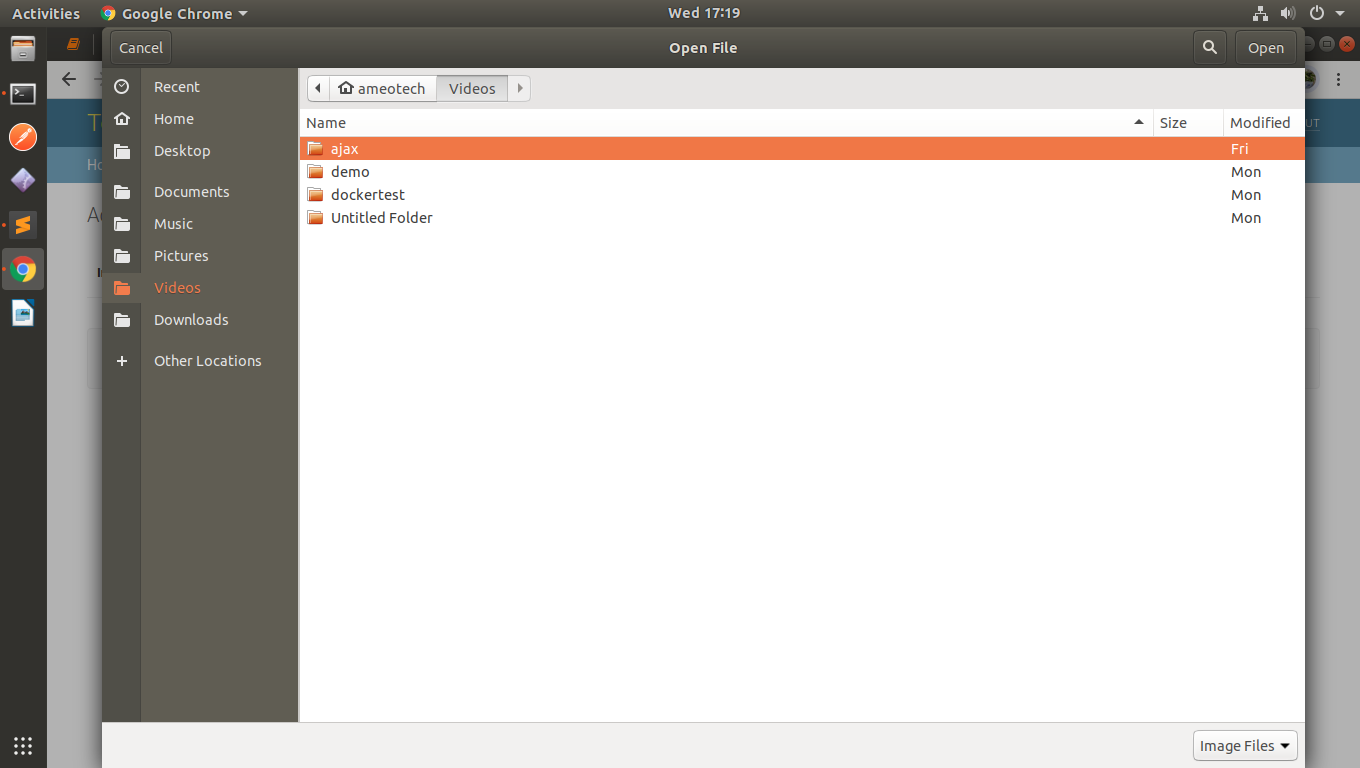 Activities Google Chrome Wed 17:19
Cancel Open File Open
Recent
Home
Desktop
Documents
Music
Pictures
Videos
Downloads
Other Locations
ameotech Videos
Name Size Modified
ajax Fri
demo Mon
dockertest Mon
Untitled Folder Mon
Image Files